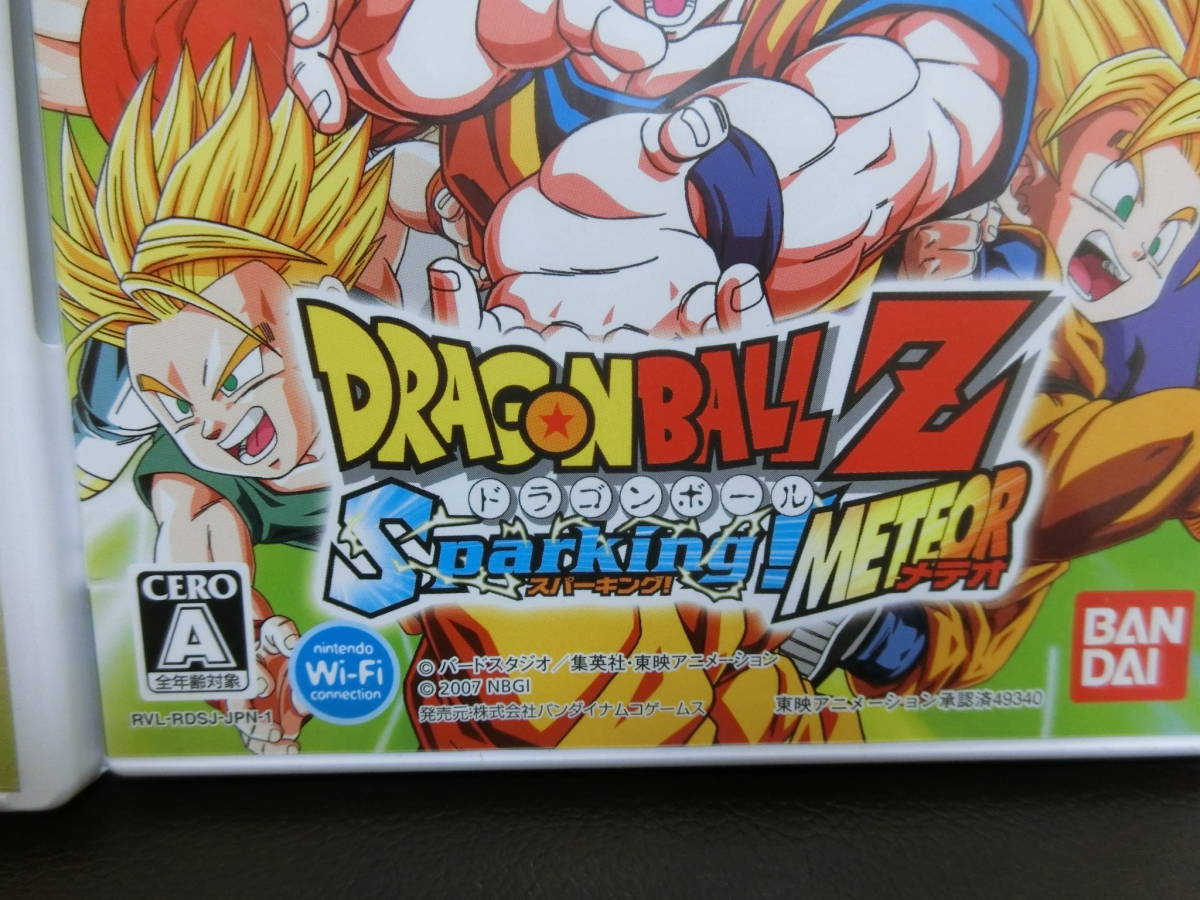 DRAGON BALL Z
ドラゴンボール
Sparking! METEOR
スパーキング! メテオ
CERO
A
全年齢対象
RVL-RDSJ-JPN-1
nintendo
Wi-Fi
connection
© バードスタジオ／集英社・東映アニメーション
© 2007 NBGI
発売元:株式会社バンダイナムコゲームス
東映アニメーション承認済49340
BAN
DAI